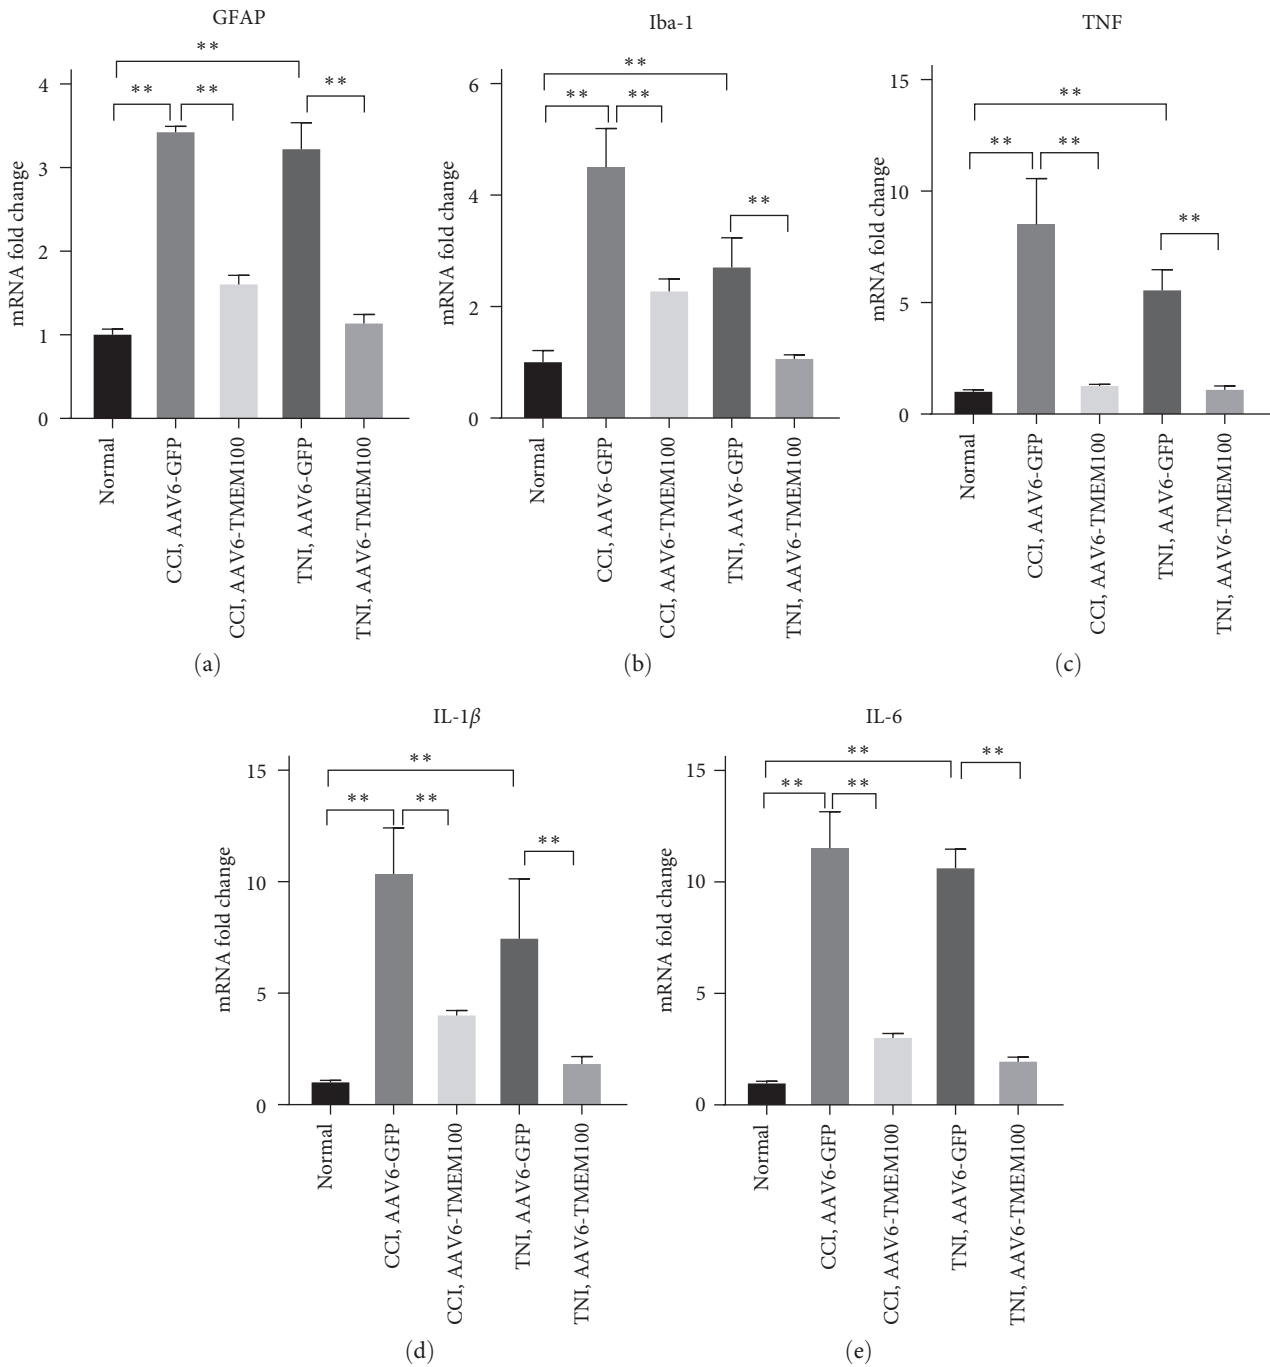 GFAP
**
**
**
**
4
3
2
1
0
mRNA fold change
Normal
CCI, AAV6-GFP
CCI, AAV6-TMEM100
TNI, AAV6-GFP
TNI, AAV6-TMEM100
(a)
Iba-1
**
**
**
**
6
4
2
0
mRNA fold change
Normal
CCI, AAV6-GFP
CCI, AAV6-TMEM100
TNI, AAV6-GFP
TNI, AAV6-TMEM100
(b)
TNF
**
**
**
**
15
10
5
0
mRNA fold change
Normal
CCI, AAV6-GFP
CCI, AAV6-TMEM100
TNI, AAV6-GFP
TNI, AAV6-TMEM100
(c)
IL-1β
**
**
**
**
15
10
5
0
mRNA fold change
Normal
CCI, AAV6-GFP
CCI, AAV6-TMEM100
TNI, AAV6-GFP
TNI, AAV6-TMEM100
(d)
IL-6
**
**
**
**
15
10
5
0
mRNA fold change
Normal
CCI, AAV6-GFP
CCI, AAV6-TMEM100
TNI, AAV6-GFP
TNI, AAV6-TMEM100
(e)